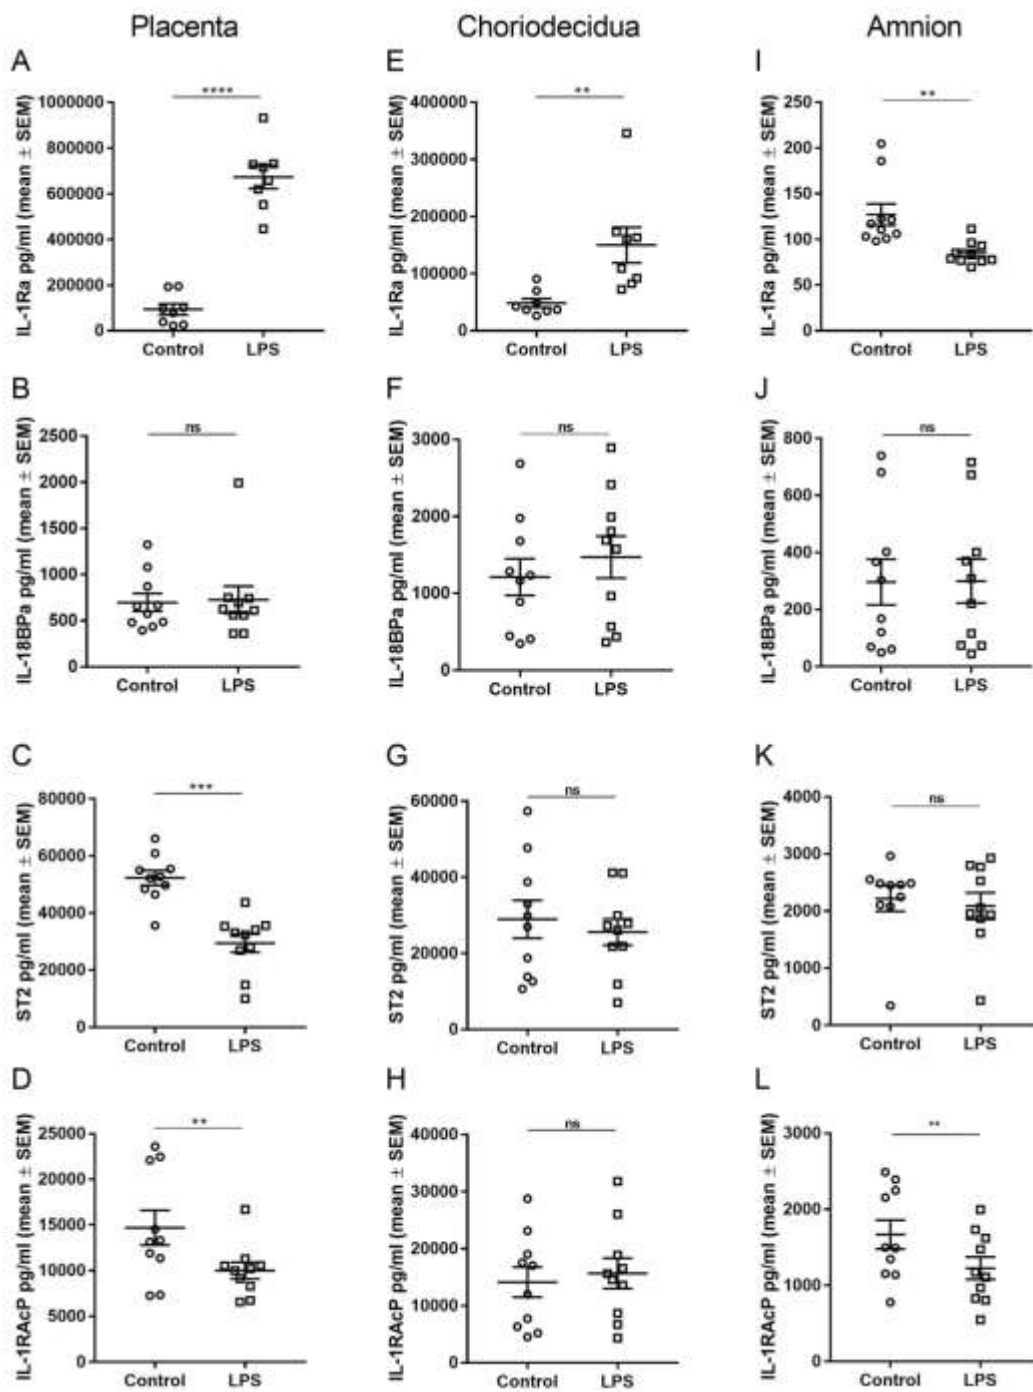 Placenta
Choriodecidua
Amnion
A
IL-1Ra pg/ml (mean ± SEM)
1000000
800000
600000
400000
200000
0
****
Control LPS
E
IL-1Ra pg/ml (mean ± SEM)
400000
300000
200000
100000
0
**
Control LPS
I
IL-1Ra pg/ml (mean ± SEM)
250
200
150
100
50
0
**
Control LPS
B
IL-18BPa pg/ml (mean ± SEM)
2500
2000
1500
1000
500
0
ns
Control LPS
F
IL-18BPa pg/ml (mean ± SEM)
3000
2000
1000
0
ns
Control LPS
J
IL-18BPa pg/ml (mean ± SEM)
800
600
400
200
0
ns
Control LPS
C
ST2 pg/ml (mean ± SEM)
80000
60000
40000
20000
0
***
Control LPS
G
ST2 pg/ml (mean ± SEM)
60000
40000
20000
0
ns
Control LPS
K
ST2 pg/ml (mean ± SEM)
4000
3000
2000
1000
0
ns
Control LPS
D
IL-1RAcP pg/ml (mean ± SEM)
25000
20000
15000
10000
5000
0
**
Control LPS
H
IL-1RAcP pg/ml (mean ± SEM)
40000
30000
20000
10000
0
ns
Control LPS
L
IL-1RAcP pg/ml (mean ± SEM)
3000
2000
1000
0
**
Control LPS